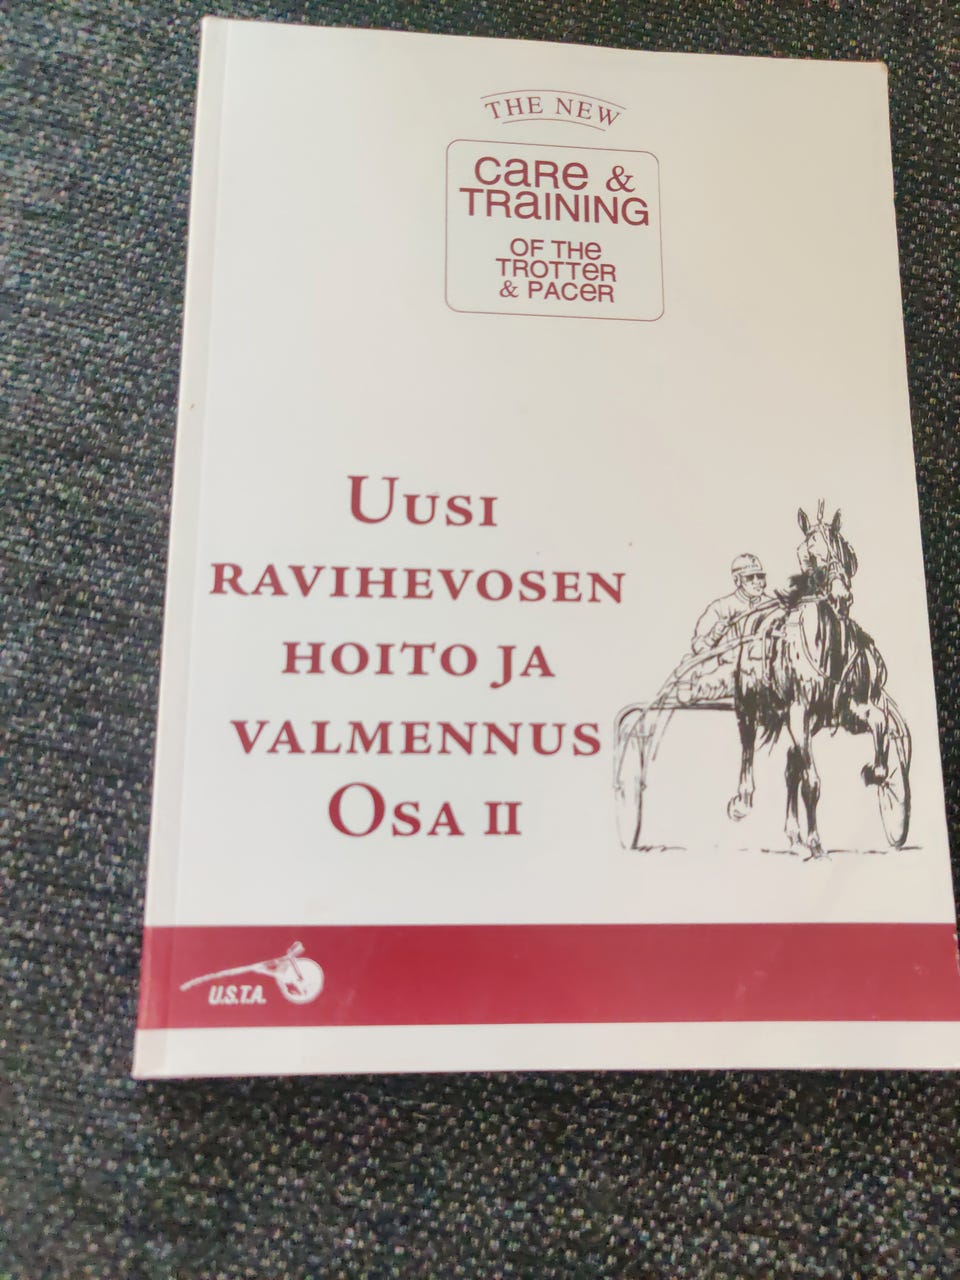 THE NEW
CARE &
TRAINING
OF THE
TROTTER
& PACER
UUSI
RAVIHEVOSEN
HOITO JA
VALMENNUS
OSA II
U.S.T.A.